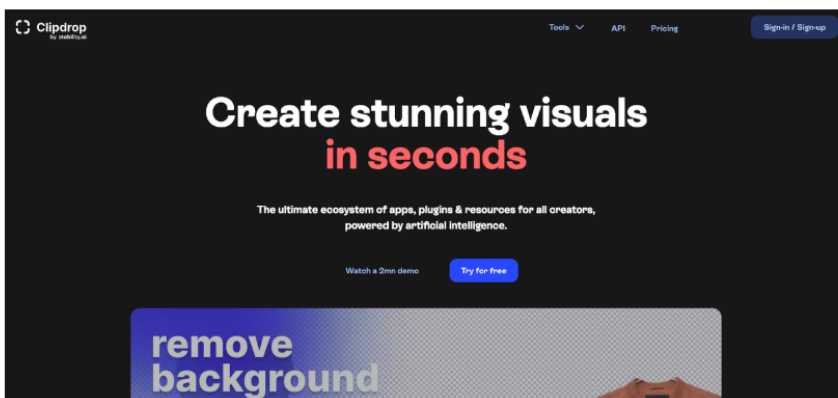 Clipdrop
by stability.ai
Tools API Pricing Sign-in / Sign-up
Create stunning visuals
in seconds
The ultimate ecosystem of apps, plugins & resources for all creators,
powered by artificial intelligence.
Watch a 2mn demo Try for free
remove
background